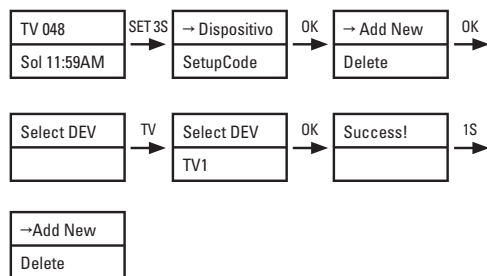 TV 048
SET 3S
→ Dispositivo
OK
→ Add New
OK
Sol 11:59AM
SetupCode
Delete
Select DEV
TV
Select DEV
OK
Success!
1S
TV1
→Add New
Delete